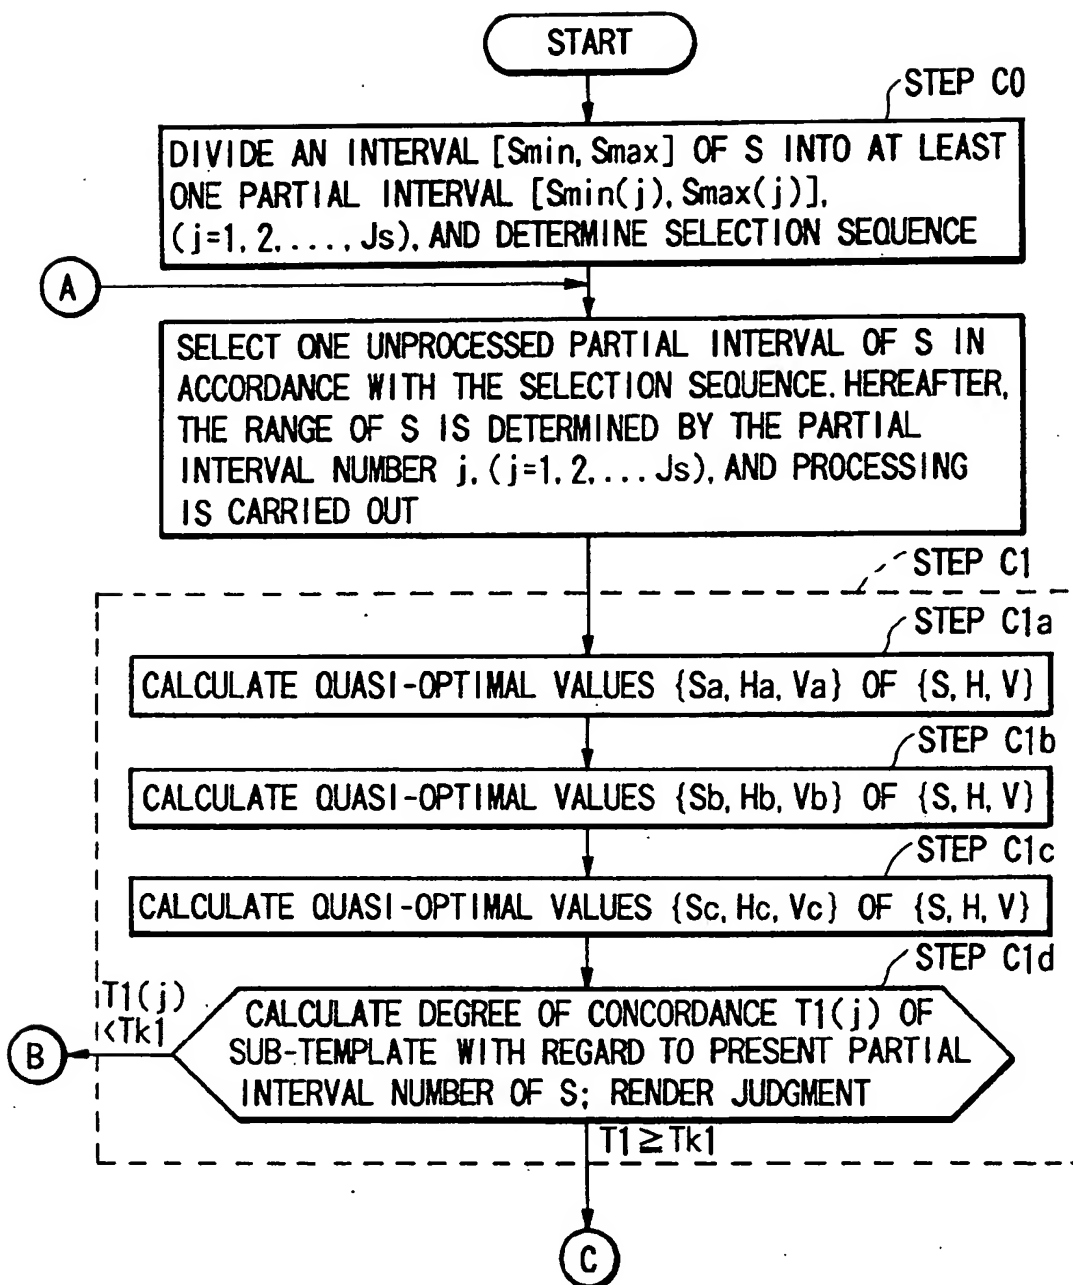 START
STEP C0
DIVIDE AN INTERVAL [Smin, Smax] OF S INTO AT LEAST
ONE PARTIAL INTERVAL [Smin(j), Smax(j)],
(j=1, 2, ...., Js), AND DETERMINE SELECTION SEQUENCE
A
SELECT ONE UNPROCESSED PARTIAL INTERVAL OF S IN
ACCORDANCE WITH THE SELECTION SEQUENCE. HEREAFTER,
THE RANGE OF S IS DETERMINED BY THE PARTIAL
INTERVAL NUMBER j, (j=1, 2, ... Js), AND PROCESSING
IS CARRIED OUT
STEP C1
STEP C1a
CALCULATE QUASI-OPTIMAL VALUES {Sa, Ha, Va} OF {S, H, V}
STEP C1b
CALCULATE QUASI-OPTIMAL VALUES {Sb, Hb, Vb} OF {S, H, V}
STEP C1c
CALCULATE QUASI-OPTIMAL VALUES {Sc, Hc, Vc} OF {S, H, V}
STEP C1d
T1(j)
<Tk1
B
CALCULATE DEGREE OF CONCORDANCE T1(j) OF
SUB-TEMPLATE WITH REGARD TO PRESENT PARTIAL
INTERVAL NUMBER OF S; RENDER JUDGMENT
T1≧Tk1
C